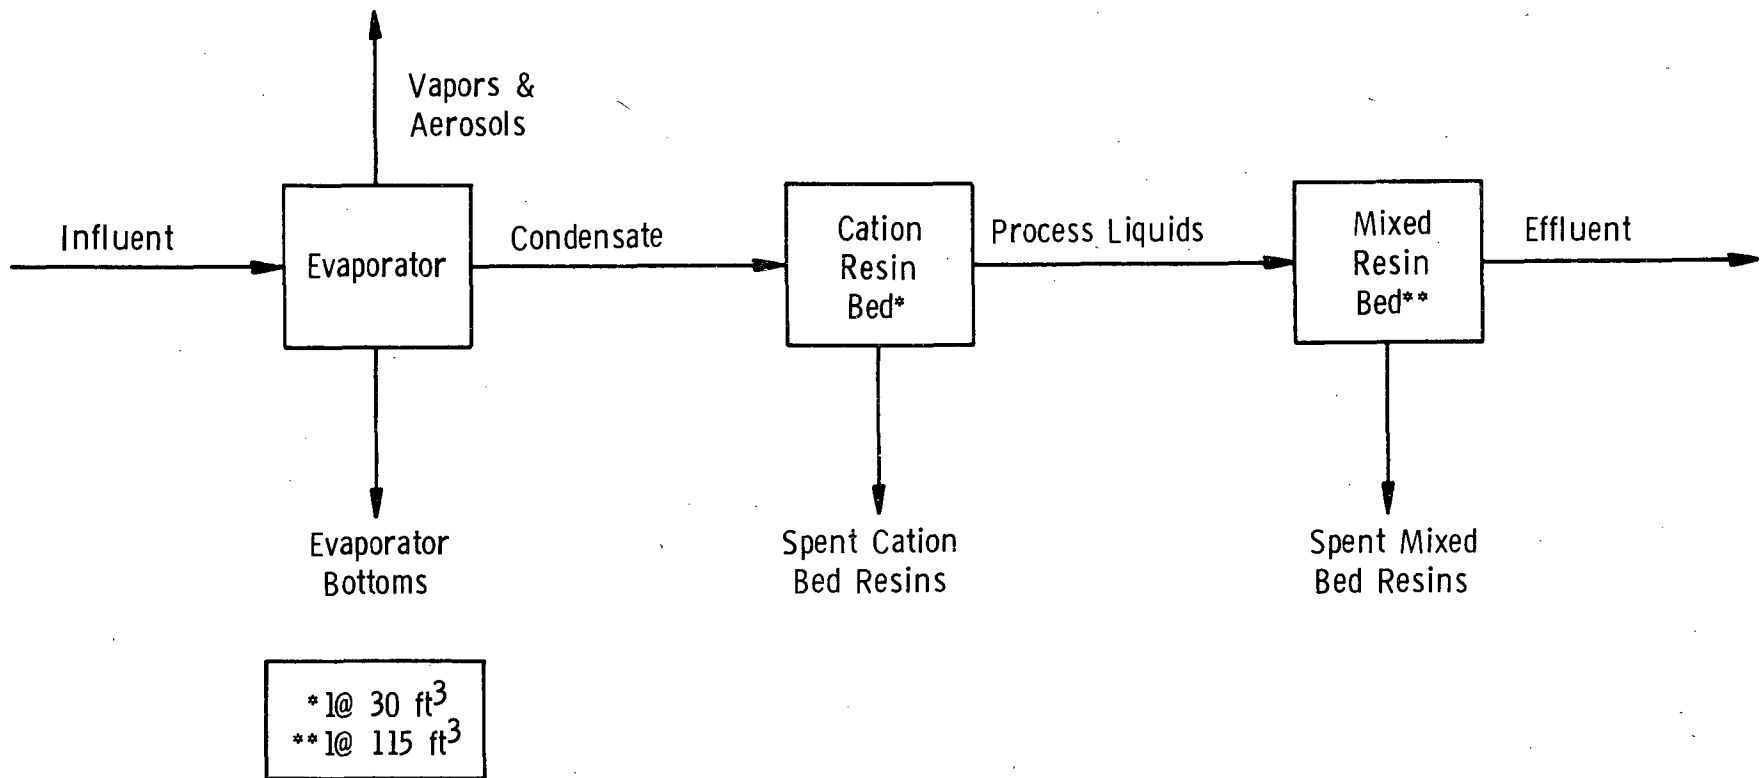 Vapors &
Aerosols
Influent
Evaporator
Condensate
Cation
Resin
Bed*
Process Liquids
Mixed
Resin
Bed**
Effluent
Evaporator
Bottoms
Spent Cation
Bed Resins
Spent Mixed
Bed Resins
*1@ 30 ft³
**1@ 115 ft³